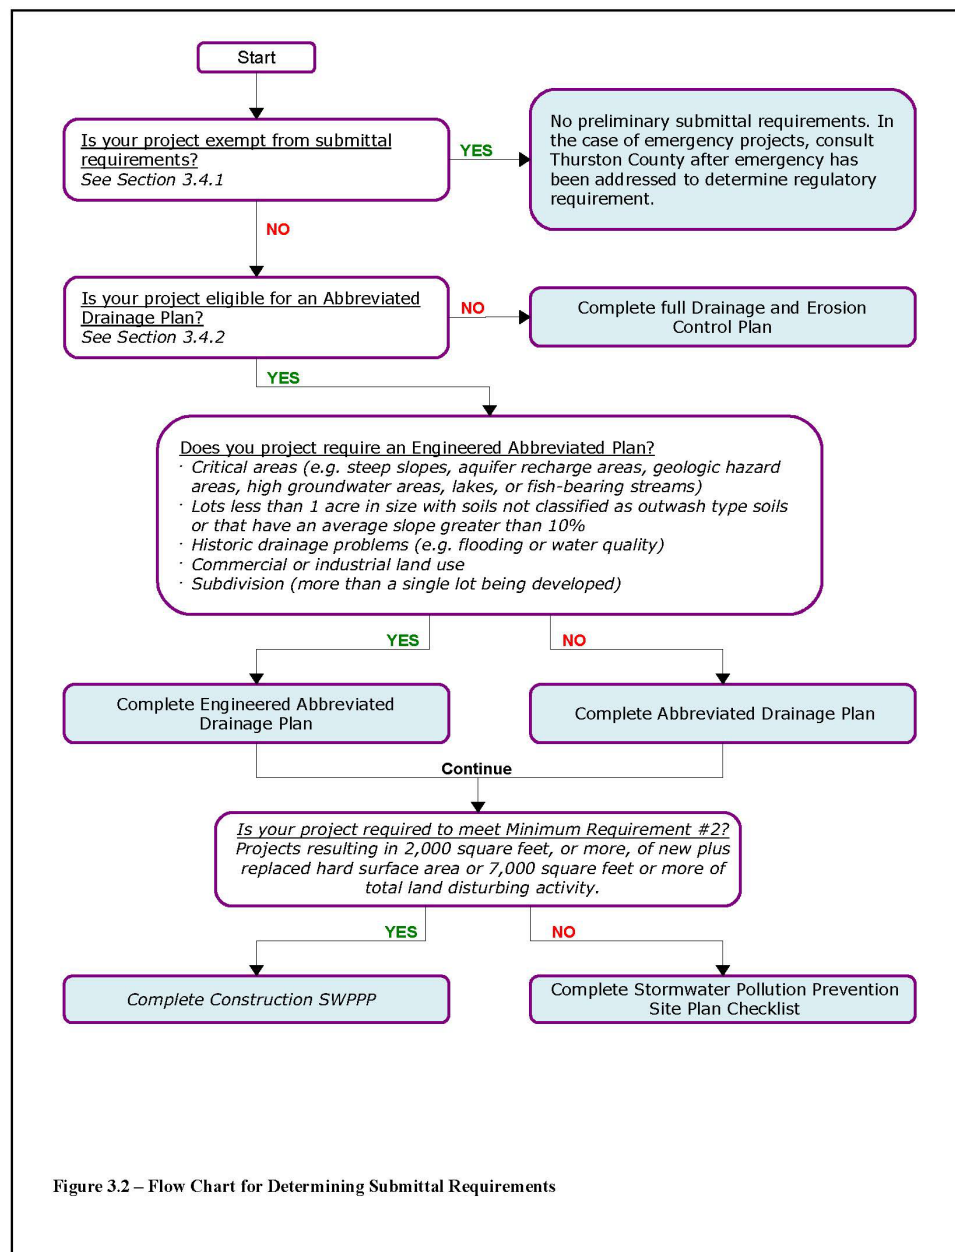 Start
Is your project exempt from submittal
requirements?
See Section 3.4.1
YES
No preliminary submittal requirements. In
the case of emergency projects, consult
Thurston County after emergency has
been addressed to determine regulatory
requirement.
NO
Is your project eligible for an Abbreviated
Drainage Plan?
See Section 3.4.2
NO
Complete full Drainage and Erosion
Control Plan
YES
Does you project require an Engineered Abbreviated Plan?
· Critical areas (e.g. steep slopes, aquifer recharge areas, geologic hazard
areas, high groundwater areas, lakes, or fish-bearing streams)
· Lots less than 1 acre in size with soils not classified as outwash type soils
or that have an average slope greater than 10%
· Historic drainage problems (e.g. flooding or water quality)
· Commercial or industrial land use
· Subdivision (more than a single lot being developed)
YES
NO
Complete Engineered Abbreviated
Drainage Plan
Complete Abbreviated Drainage Plan
Continue
Is your project required to meet Minimum Requirement #2?
Projects resulting in 2,000 square feet, or more, of new plus
replaced hard surface area or 7,000 square feet or more of
total land disturbing activity.
YES
NO
Complete Construction SWPPP
Complete Stormwater Pollution Prevention
Site Plan Checklist
Figure 3.2 – Flow Chart for Determining Submittal Requirements